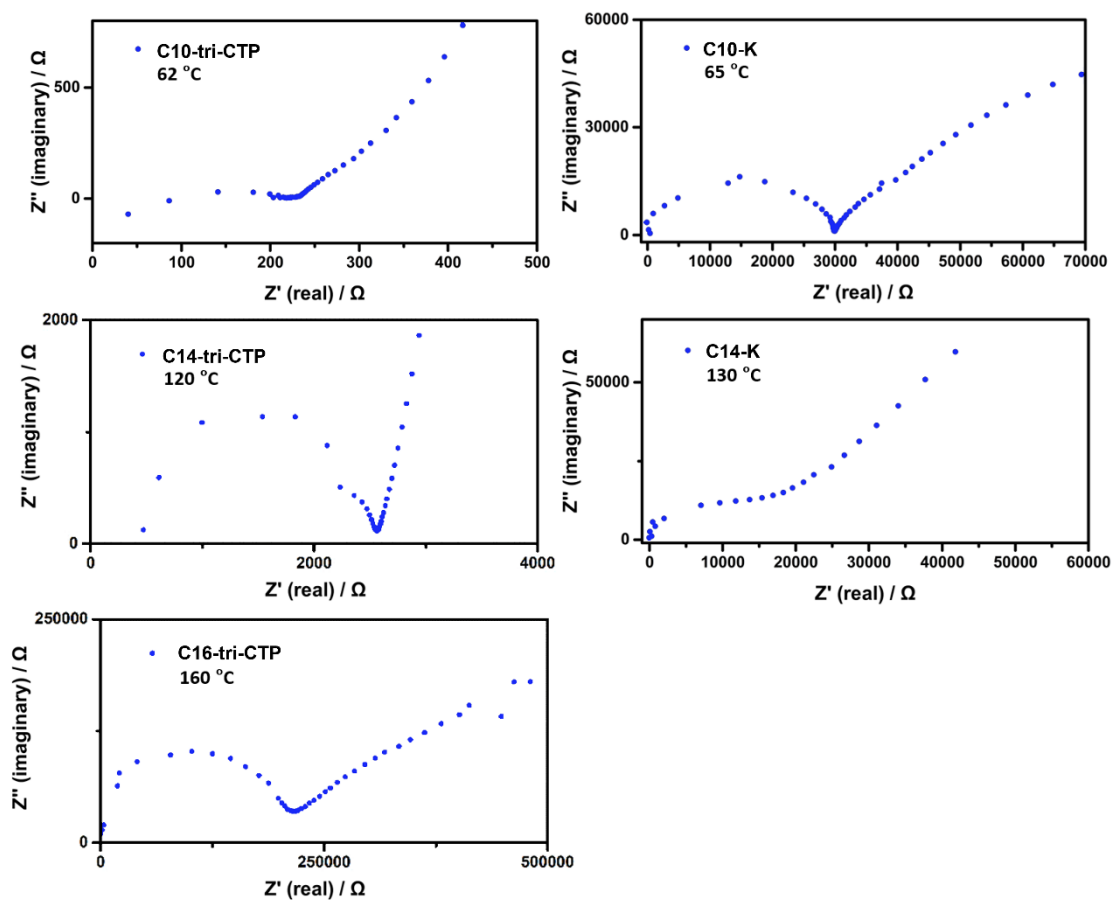 C10-tri-CTP
62 °C
500
0
Z'' (imaginary) / Ω
0 100 200 300 400 500
Z' (real) / Ω
C10-K
65 °C
60000
30000
0
Z'' (imaginary) / Ω
0 10000 20000 30000 40000 50000 60000 70000
Z' (real) / Ω
C14-tri-CTP
120 °C
2000
0
Z'' (imaginary) / Ω
0 2000 4000
Z' (real) / Ω
C14-K
130 °C
50000
0
Z'' (imaginary) / Ω
0 10000 20000 30000 40000 50000 60000
Z' (real) / Ω
C16-tri-CTP
160 °C
250000
0
Z'' (imaginary) / Ω
0 250000 500000
Z' (real) / Ω